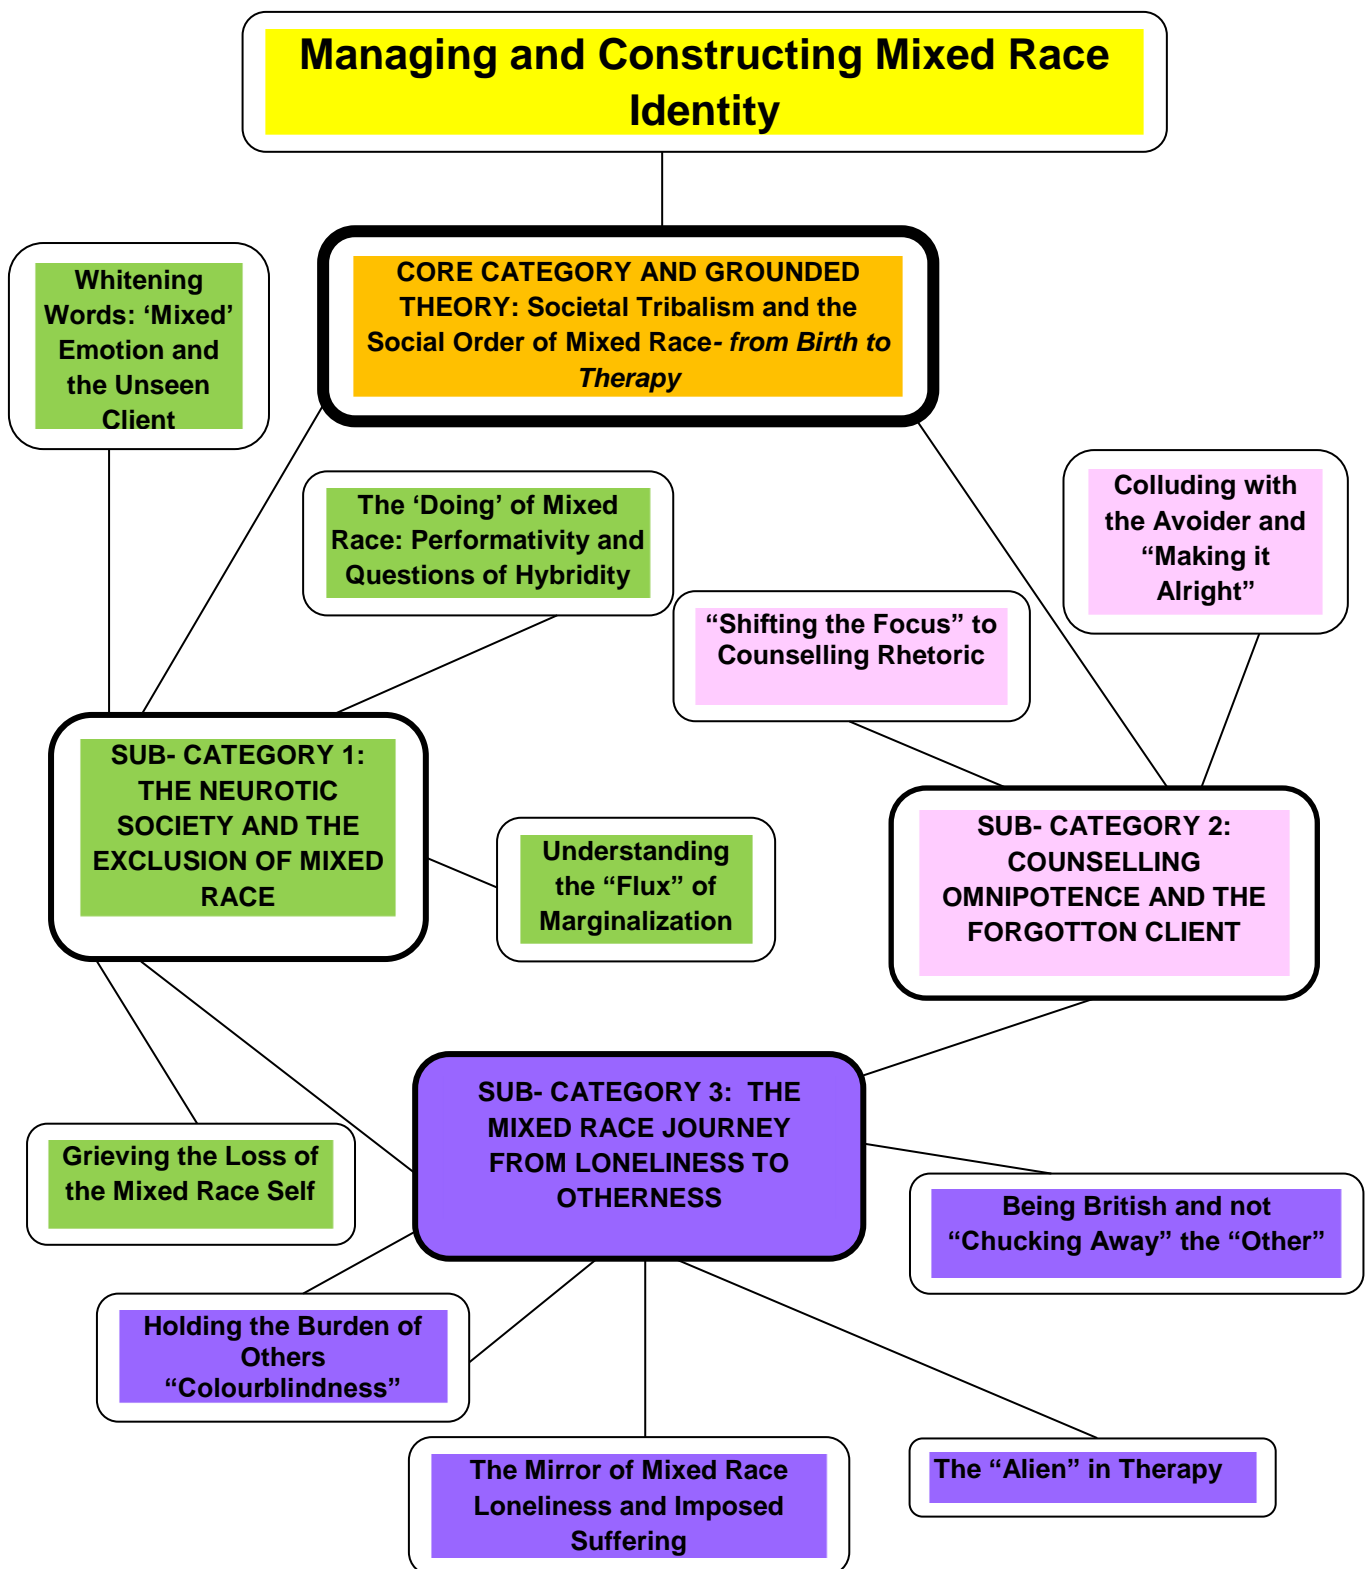 Managing and Constructing Mixed Race
Identity
CORE CATEGORY AND GROUNDED
THEORY: Societal Tribalism and the
Social Order of Mixed Race- from Birth to
Therapy
Whitening
Words: ‘Mixed’
Emotion and
the Unseen
Client
The ‘Doing’ of Mixed
Race: Performativity and
Questions of Hybridity
Colluding with
the Avoider and
“Making it
Alright”
“Shifting the Focus” to
Counselling Rhetoric
SUB- CATEGORY 1:
THE NEUROTIC
SOCIETY AND THE
EXCLUSION OF MIXED
RACE
Understanding
the “Flux” of
Marginalization
SUB- CATEGORY 2:
COUNSELLING
OMNIPOTENCE AND THE
FORGOTTON CLIENT
SUB- CATEGORY 3: THE
MIXED RACE JOURNEY
FROM LONELINESS TO
OTHERNESS
Grieving the Loss of
the Mixed Race Self
Being British and not
“Chucking Away” the “Other”
Holding the Burden of
Others
“Colourblindness”
The Mirror of Mixed Race
Loneliness and Imposed
Suffering
The “Alien” in Therapy